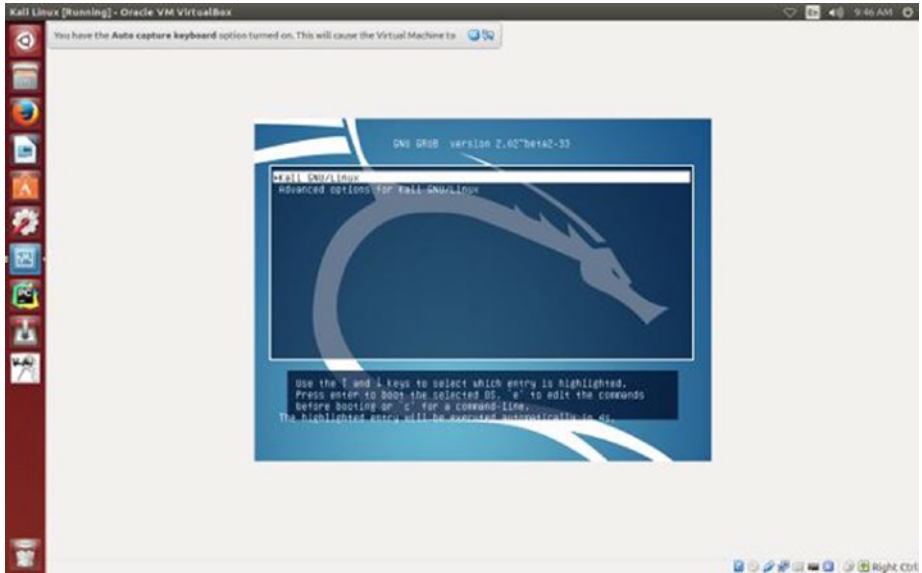 Kali Linux [Running] - Oracle VM VirtualBox
En
9:46 AM
You have the Auto capture keyboard option turned on. This will cause the Virtual Machine to
GNU GRUB version 2.02~beta2-33
*Kali GNU/Linux
Advanced options for Kali GNU/Linux
Use the ↑ and ↓ keys to select which entry is highlighted.
Press enter to boot the selected OS, `e' to edit the commands
before booting or `c' for a command-line.
The highlighted entry will be executed automatically in 4s.
Right Ctrl